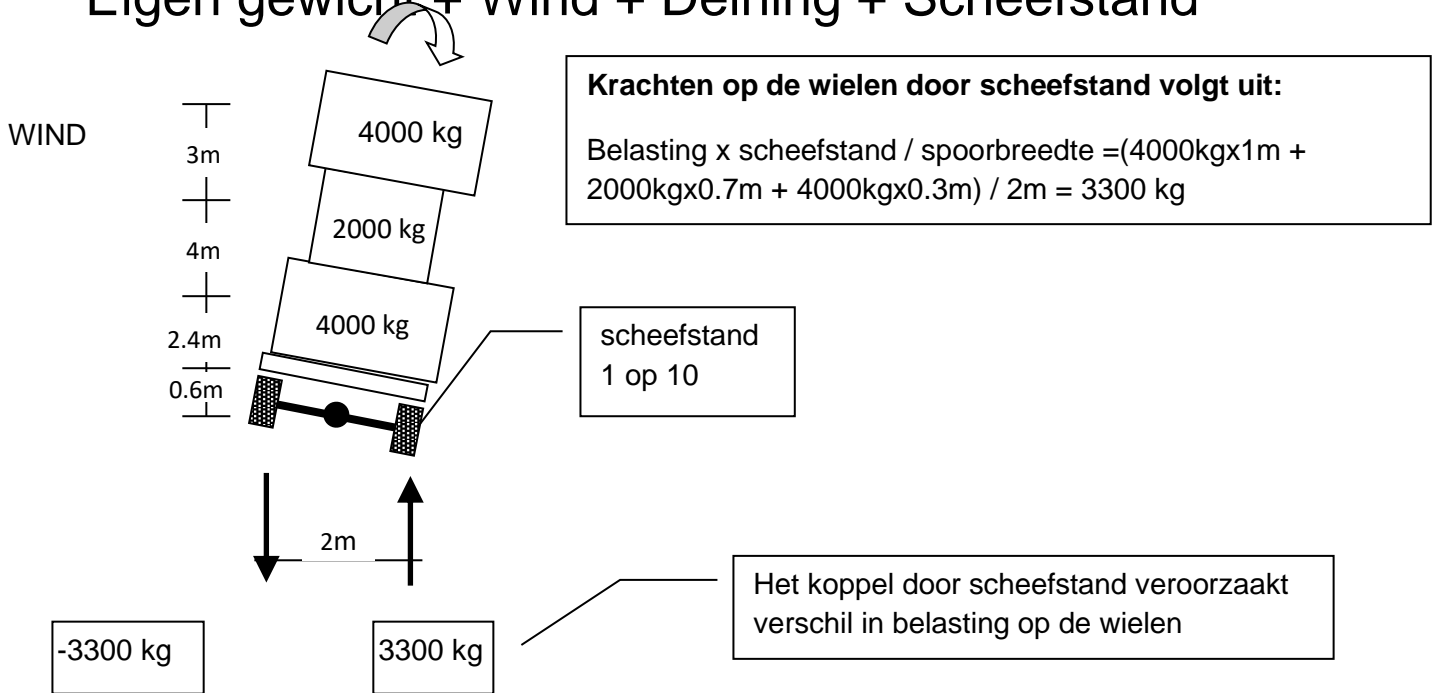 Eigen gewicht + Wind + Deining + Scheefstand
Krachten op de wielen door scheefstand volgt uit:
Belasting x scheefstand / spoorbreedte =(4000kgx1m +
2000kgx0.7m + 4000kgx0.3m) / 2m = 3300 kg
WIND
4000 kg
3m
2000 kg
4m
4000 kg
2.4m
0.6m
scheefstand
1 op 10
2m
Het koppel door scheefstand veroorzaakt
verschil in belasting op de wielen
-3300 kg
3300 kg